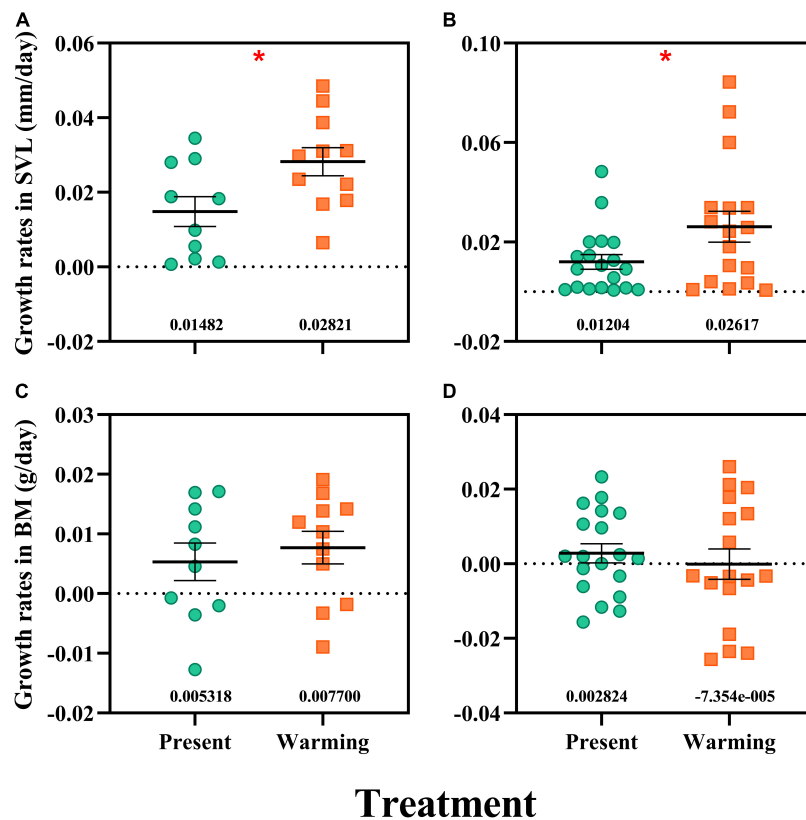 A
B
Growth rates in SVL (mm/day)
0.06
0.04
0.02
0.00
-0.02
*
0.01482 0.02821
0.10
0.06
0.02
-0.02
*
0.01204 0.02617
C
D
Growth rates in BM (g/day)
0.03
0.02
0.01
0.00
-0.01
-0.02
0.005318 0.007700
0.04
0.02
0.00
-0.02
-0.04
0.002824 -7.354e-005
Present Warming
Present Warming
Treatment